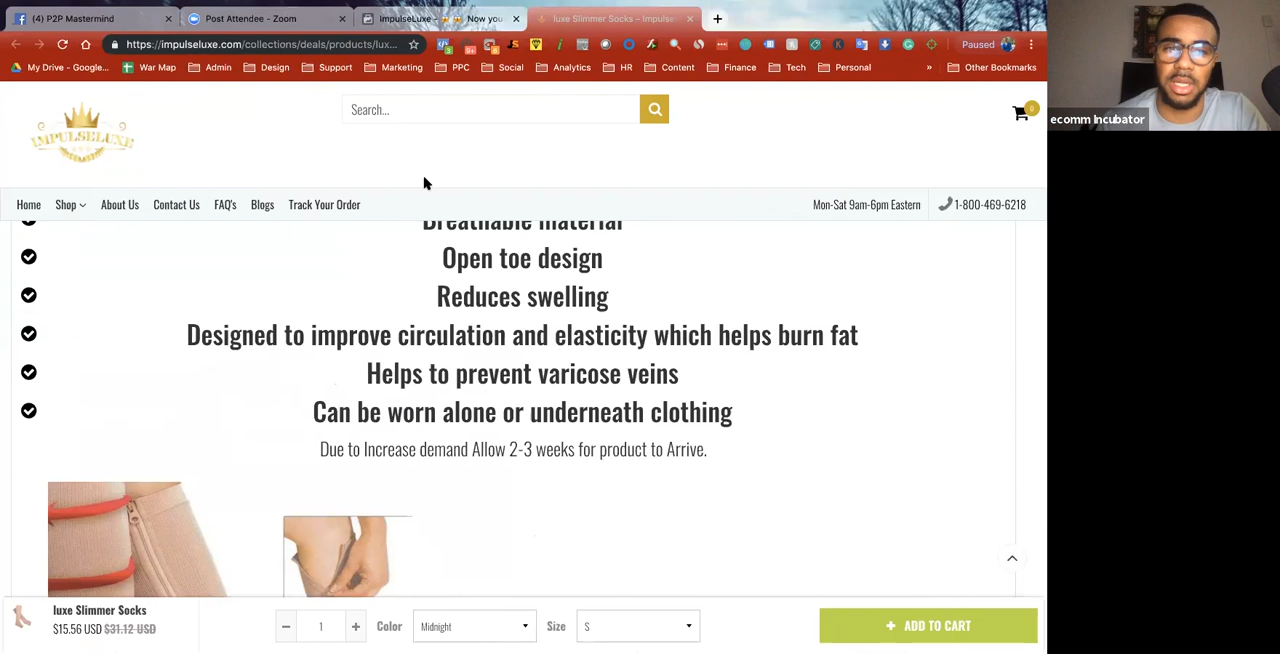 (4) P2P Mastermind
Post Attendee - Zoom
ImpulseLuxe - 😝😝 Now you
luxe Slimmer Socks – Impuls
https://impulseluxe.com/collections/deals/products/lux...
Paused
My Drive - Google...
War Map
Admin
Design
Support
Marketing
PPC
Social
Analytics
HR
Content
Finance
Tech
Personal
»
Other Bookmarks
IMPULSELUXE
Search...
0
ecomm Incubator
Home
Shop
About Us
Contact Us
FAQ's
Blogs
Track Your Order
Mon-Sat 9am-6pm Eastern
1-800-469-6218
Breathable material
Open toe design
Reduces swelling
Designed to improve circulation and elasticity which helps burn fat
Helps to prevent varicose veins
Can be worn alone or underneath clothing
Due to Increase demand Allow 2-3 weeks for product to Arrive.
luxe Slimmer Socks
$15.56 USD $31.12 USD
1
Color
Midnight
Size
S
+ ADD TO CART